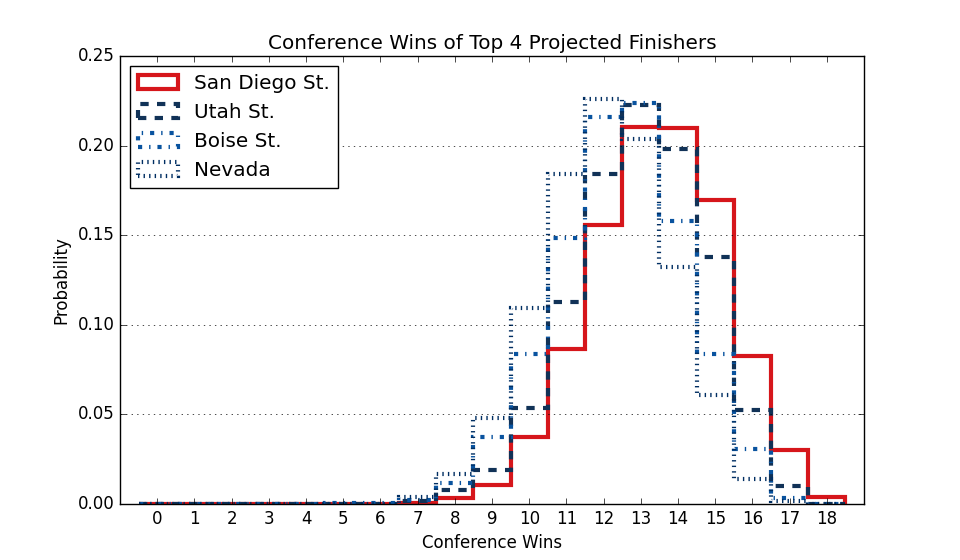 Conference Wins of Top 4 Projected Finishers
0.25
0.20
0.15
0.10
0.05
0.00
Probability
San Diego St.
Utah St.
Boise St.
Nevada
0 1 2 3 4 5 6 7 8 9 10 11 12 13 14 15 16 17 18
Conference Wins